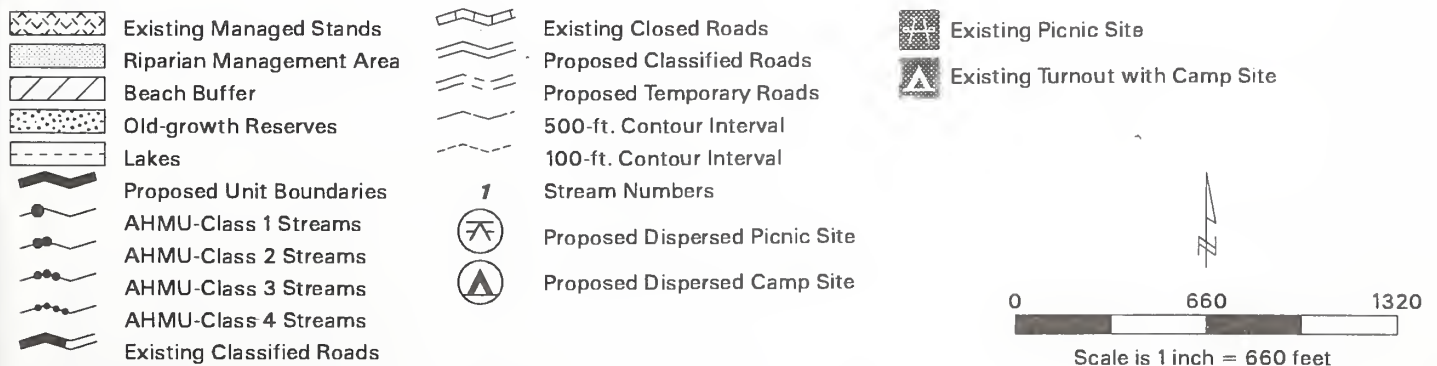 Existing Managed Stands
Riparian Management Area
Beach Buffer
Old-growth Reserves
Lakes
Proposed Unit Boundaries
AHMU-Class 1 Streams
AHMU-Class 2 Streams
AHMU-Class 3 Streams
AHMU-Class 4 Streams
Existing Classified Roads
Existing Closed Roads
Proposed Classified Roads
Proposed Temporary Roads
500-ft. Contour Interval
100-ft. Contour Interval
1 Stream Numbers
Proposed Dispersed Picnic Site
Proposed Dispersed Camp Site
Existing Picnic Site
Existing Turnout with Camp Site
N
0 660 1320
Scale is 1 inch = 660 feet